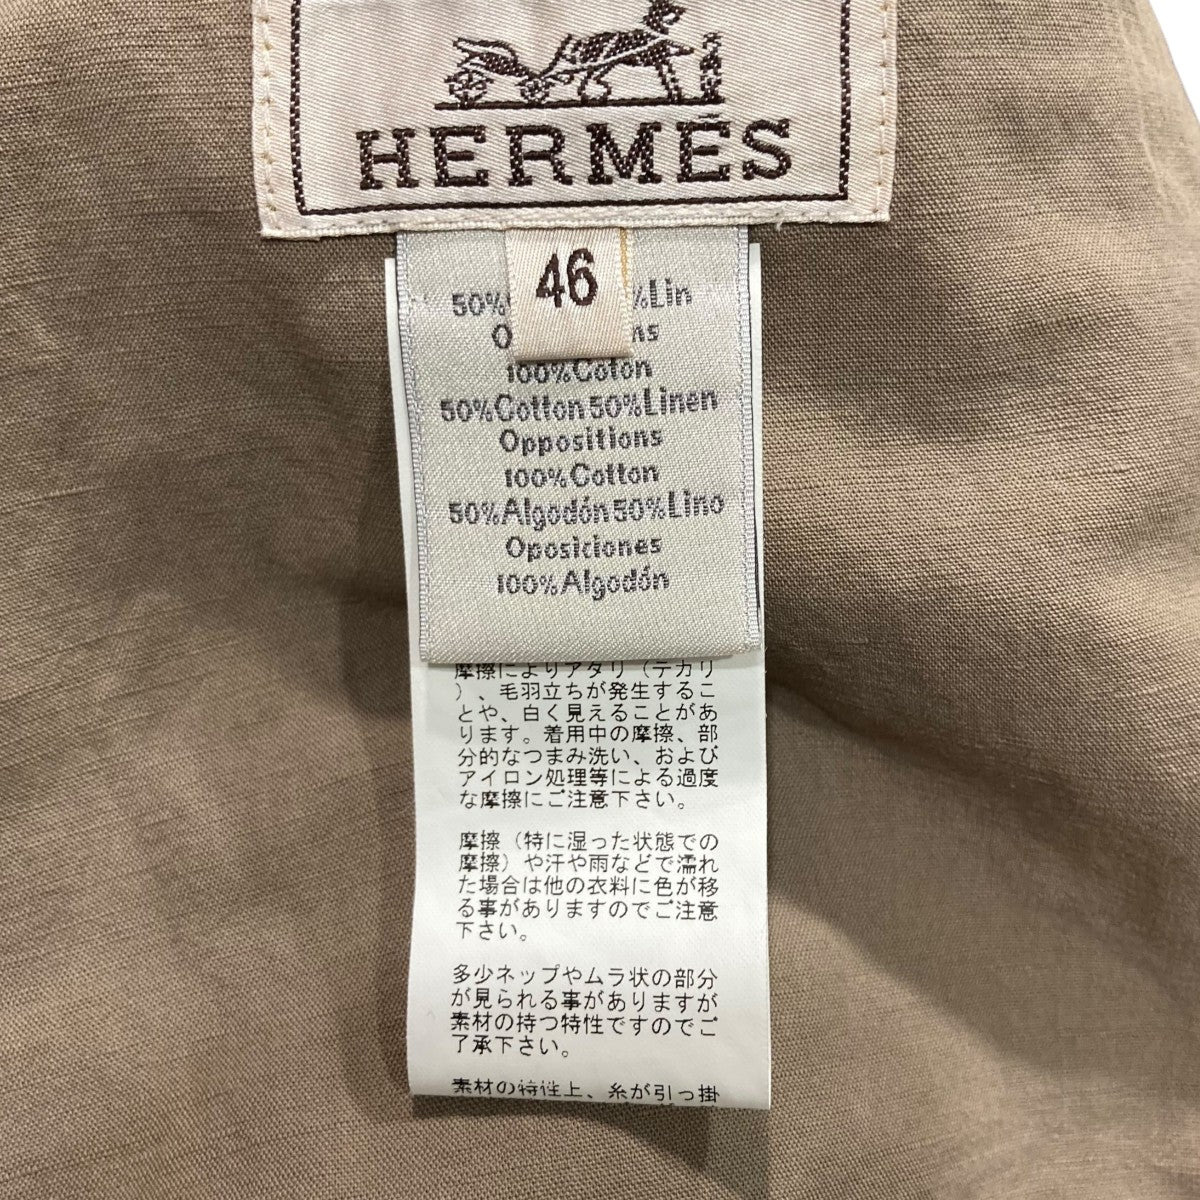 HERMÈS
46
50% %Lin
100%Coton
50%Cotton50%Linen
Oppositions
100%Cotton
50%Algodón50%Lino
Oposiciones
100%Algodón
摩擦によりアタリ（テカリ
）、毛羽立ちが発生するこ
とや、白く見えることがあ
ります。着用中の摩擦、部
分的なつまみ洗い、および
アイロン処理等による過度
な摩擦にご注意下さい。
摩擦（特に湿った状態での
摩擦）や汗や雨などで濡れ
た場合は他の衣料に色が移
る事がありますのでご注意
下さい。
多少ネップやムラ状の部分
が見られる事がありますが
素材の持つ特性ですのでご
了承下さい。
素材の特性上、糸が引っ掛